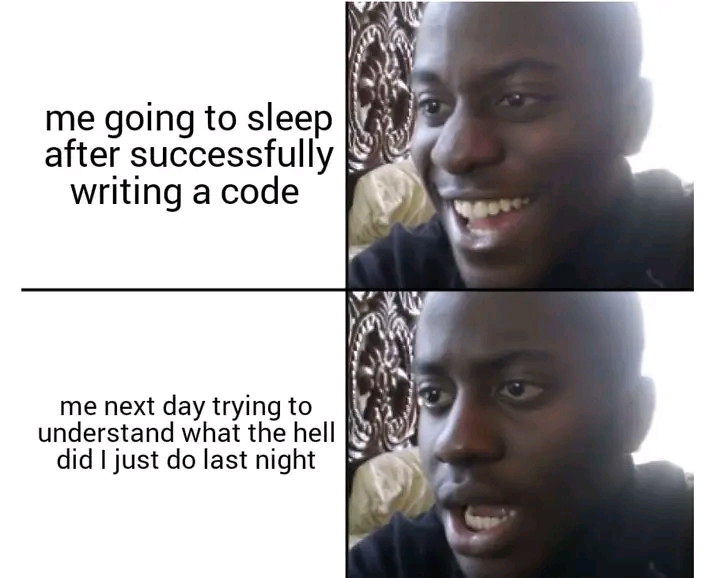 me going to sleep
after successfully
writing a code
me next day trying to
understand what the hell
did I just do last night